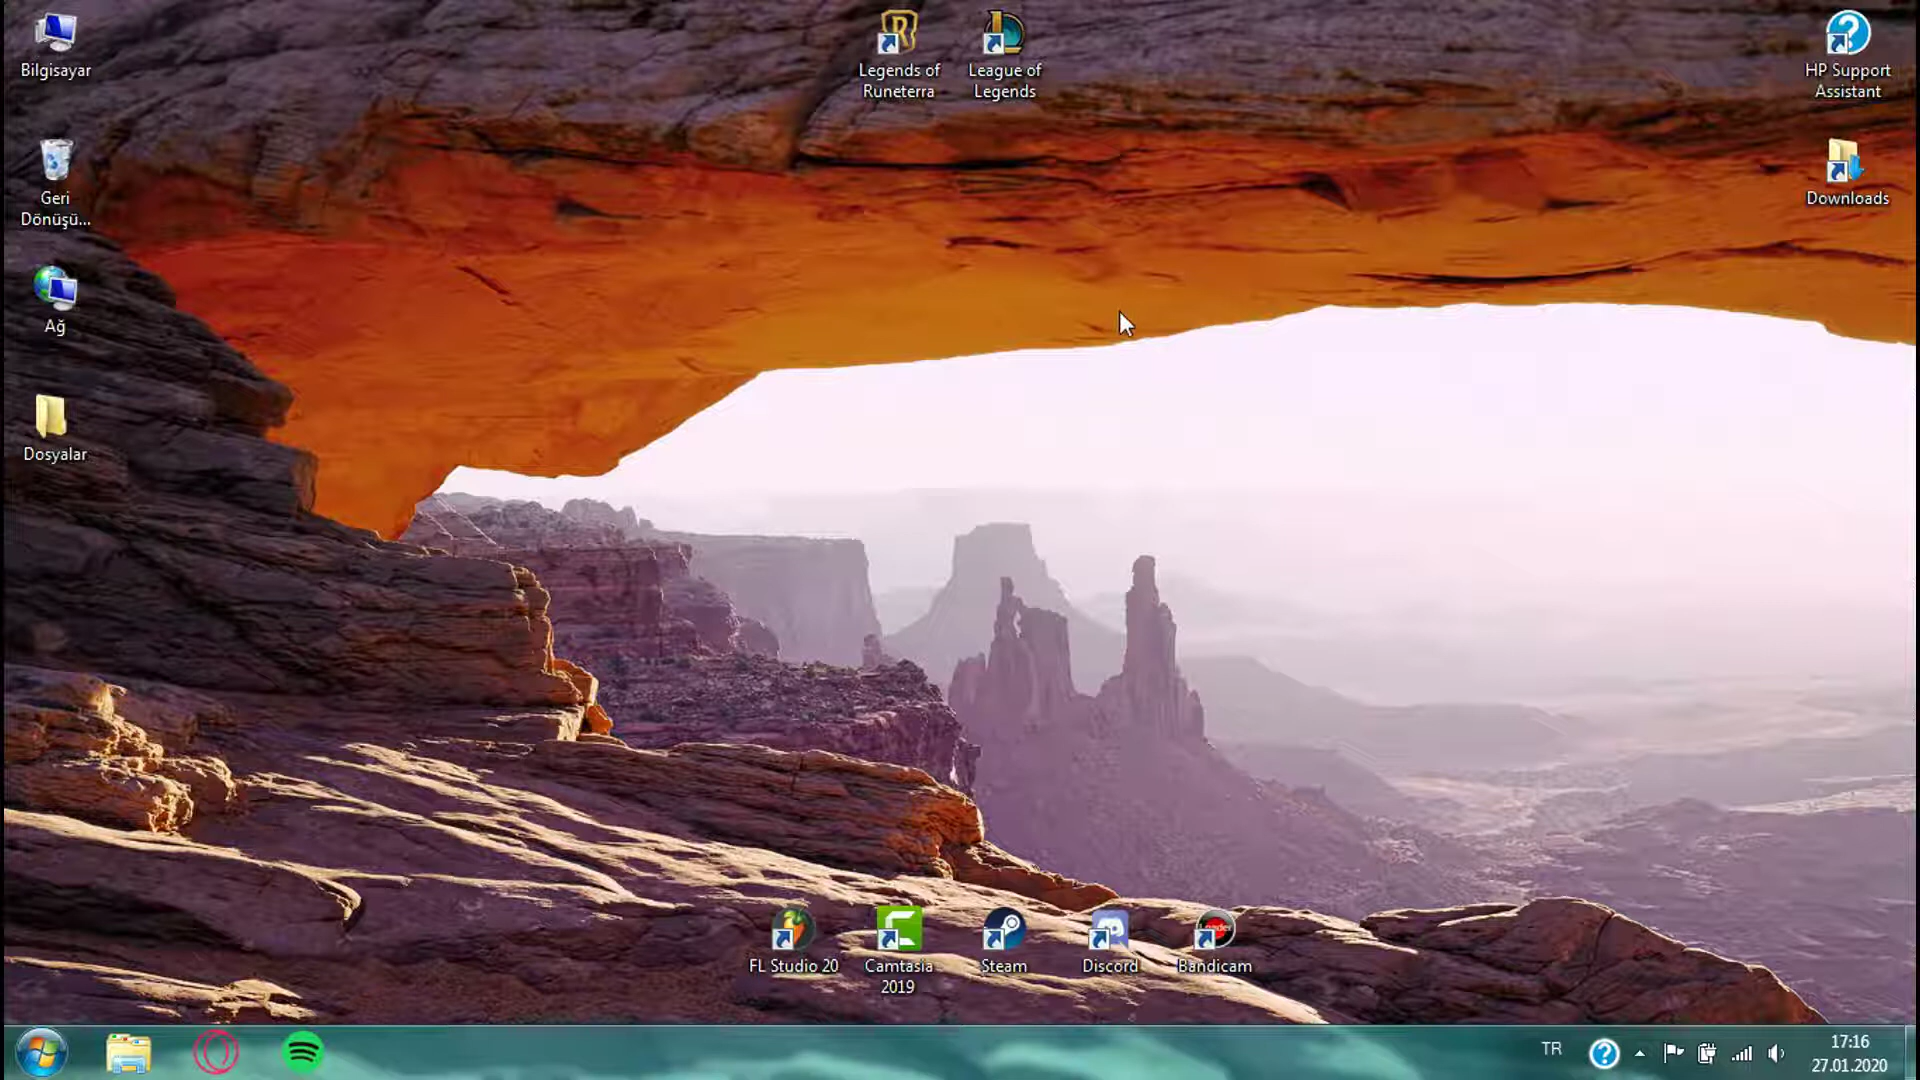 Bilgisayar
Legends of
Runeterra
League of
Legends
HP Support
Assistant
Geri
Dönüşü...
Downloads
Ağ
Dosyalar
FL Studio 20
Camtasia
2019
Steam
Discord
Bandicam
TR
17:16
27.01.2020